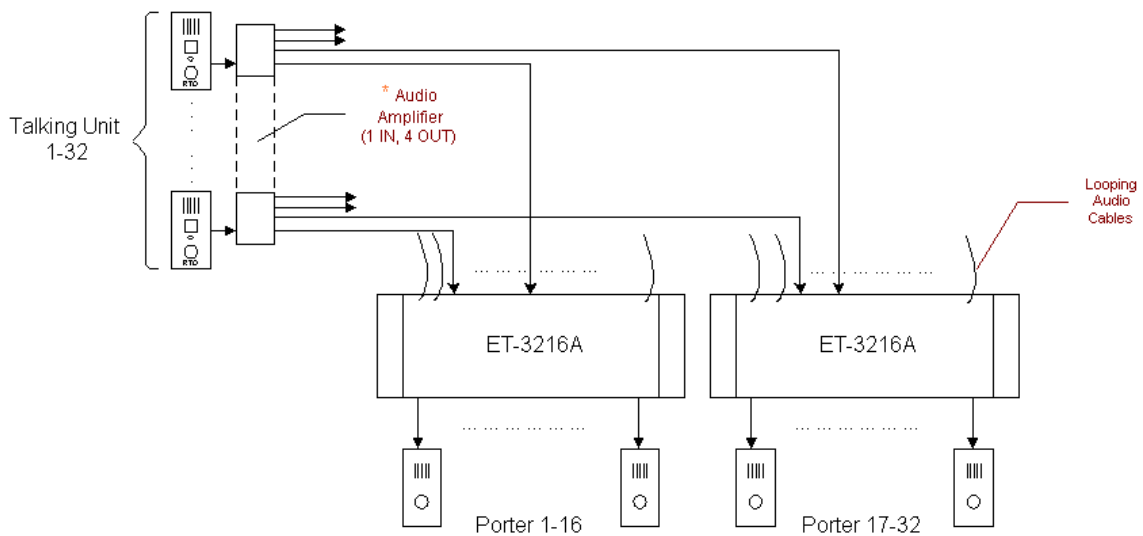 RTO
Talking Unit
1-32
* Audio
Amplifier
(1 IN, 4 OUT)
RTO
Looping
Audio
Cables
ET-3216A
ET-3216A
Porter 1-16
Porter 17-32